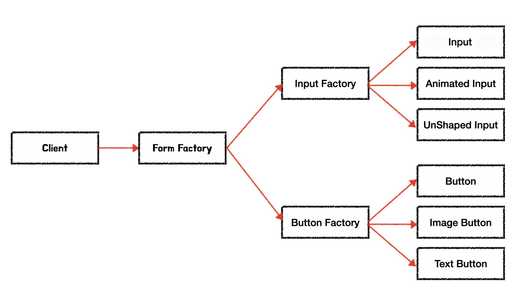 Client
Form Factory
Input Factory
Input
Animated Input
UnShaped Input
Button Factory
Button
Image Button
Text Button